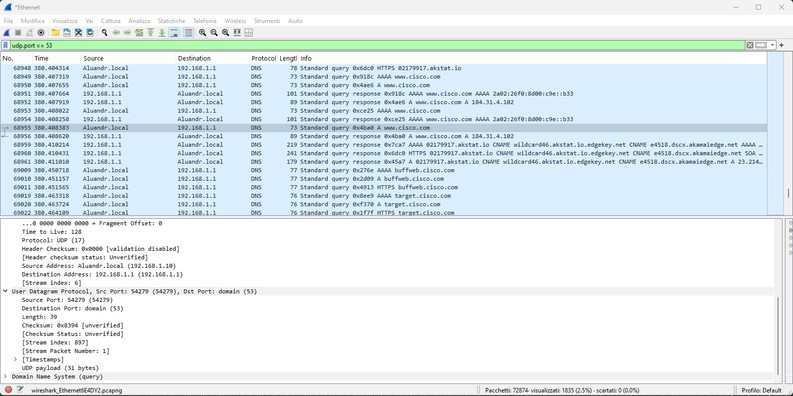 *Ethernet
File Modifica Visualizza Vai Cattura Analizza Statistiche Telefonia Wireless Strumenti Aiuto
udp.port == 53
No. Time Source Destination Protocol Lengtl Info
68948 380.404314 Aluandr.local 192.168.1.1 DNS 78 Standard query 0x6dc0 HTTPS 02179917.akstat.io
68949 380.407319 Aluandr.local 192.168.1.1 DNS 73 Standard query 0x918c AAAA www.cisco.com
68950 380.407655 Aluandr.local 192.168.1.1 DNS 73 Standard query 0x4ae6 A www.cisco.com
68951 380.407664 192.168.1.1 Aluandr.local DNS 101 Standard query response 0x918c AAAA www.cisco.com AAAA 2a02:26f0:8d00:c9e::b33
68952 380.407919 192.168.1.1 Aluandr.local DNS 89 Standard query response 0x4ae6 A www.cisco.com A 184.31.4.102
68953 380.408022 Aluandr.local 192.168.1.1 DNS 73 Standard query 0xce25 AAAA www.cisco.com
68954 380.408258 192.168.1.1 Aluandr.local DNS 101 Standard query response 0xce25 AAAA www.cisco.com AAAA 2a02:26f0:8d00:c9e::b33
68955 380.408383 Aluandr.local 192.168.1.1 DNS 73 Standard query 0x4ba0 A www.cisco.com
68956 380.408620 192.168.1.1 Aluandr.local DNS 89 Standard query response 0x4ba0 A www.cisco.com A 184.31.4.102
68959 380.410214 192.168.1.1 Aluandr.local DNS 219 Standard query response 0x7ca7 AAAA 02179917.akstat.io CNAME wildcard46.akstat.io.edgekey.net CNAME e4518.dscx.akamaiedge.net AAAA …
68960 380.410431 192.168.1.1 Aluandr.local DNS 241 Standard query response 0x6dc0 HTTPS 02179917.akstat.io CNAME wildcard46.akstat.io.edgekey.net CNAME e4518.dscx.akamaiedge.net SOA …
68961 380.411010 192.168.1.1 Aluandr.local DNS 179 Standard query response 0x45a7 A 02179917.akstat.io CNAME wildcard46.akstat.io.edgekey.net CNAME e4518.dscx.akamaiedge.net A 23.214…
69009 380.450718 Aluandr.local 192.168.1.1 DNS 77 Standard query 0x276e AAAA buffweb.cisco.com
69010 380.451157 Aluandr.local 192.168.1.1 DNS 77 Standard query 0x2d09 A buffweb.cisco.com
69011 380.451565 Aluandr.local 192.168.1.1 DNS 77 Standard query 0x4913 HTTPS buffweb.cisco.com
69019 380.463318 Aluandr.local 192.168.1.1 DNS 76 Standard query 0x8ee9 AAAA target.cisco.com
69020 380.463724 Aluandr.local 192.168.1.1 DNS 76 Standard query 0xf370 A target.cisco.com
69022 380.464109 Aluandr.local 192.168.1.1 DNS 76 Standard query 0x1f7f HTTPS target.cisco.com
...0 0000 0000 0000 = Fragment Offset: 0
Time to Live: 128
Protocol: UDP (17)
Header Checksum: 0x0000 [validation disabled]
[Header checksum status: Unverified]
Source Address: Aluandr.local (192.168.1.10)
Destination Address: 192.168.1.1 (192.168.1.1)
[Stream index: 6]
User Datagram Protocol, Src Port: 54279 (54279), Dst Port: domain (53)
Source Port: 54279 (54279)
Destination Port: domain (53)
Length: 39
Checksum: 0x8394 [unverified]
[Checksum Status: Unverified]
[Stream index: 897]
[Stream Packet Number: 1]
[Timestamps]
UDP payload (31 bytes)
Domain Name System (query)
wireshark_Ethernet6E4DY2.pcapng Pacchetti: 72874· visualizzati: 1835 (2.5%) · scartati: 0 (0.0%) Profilo: Default